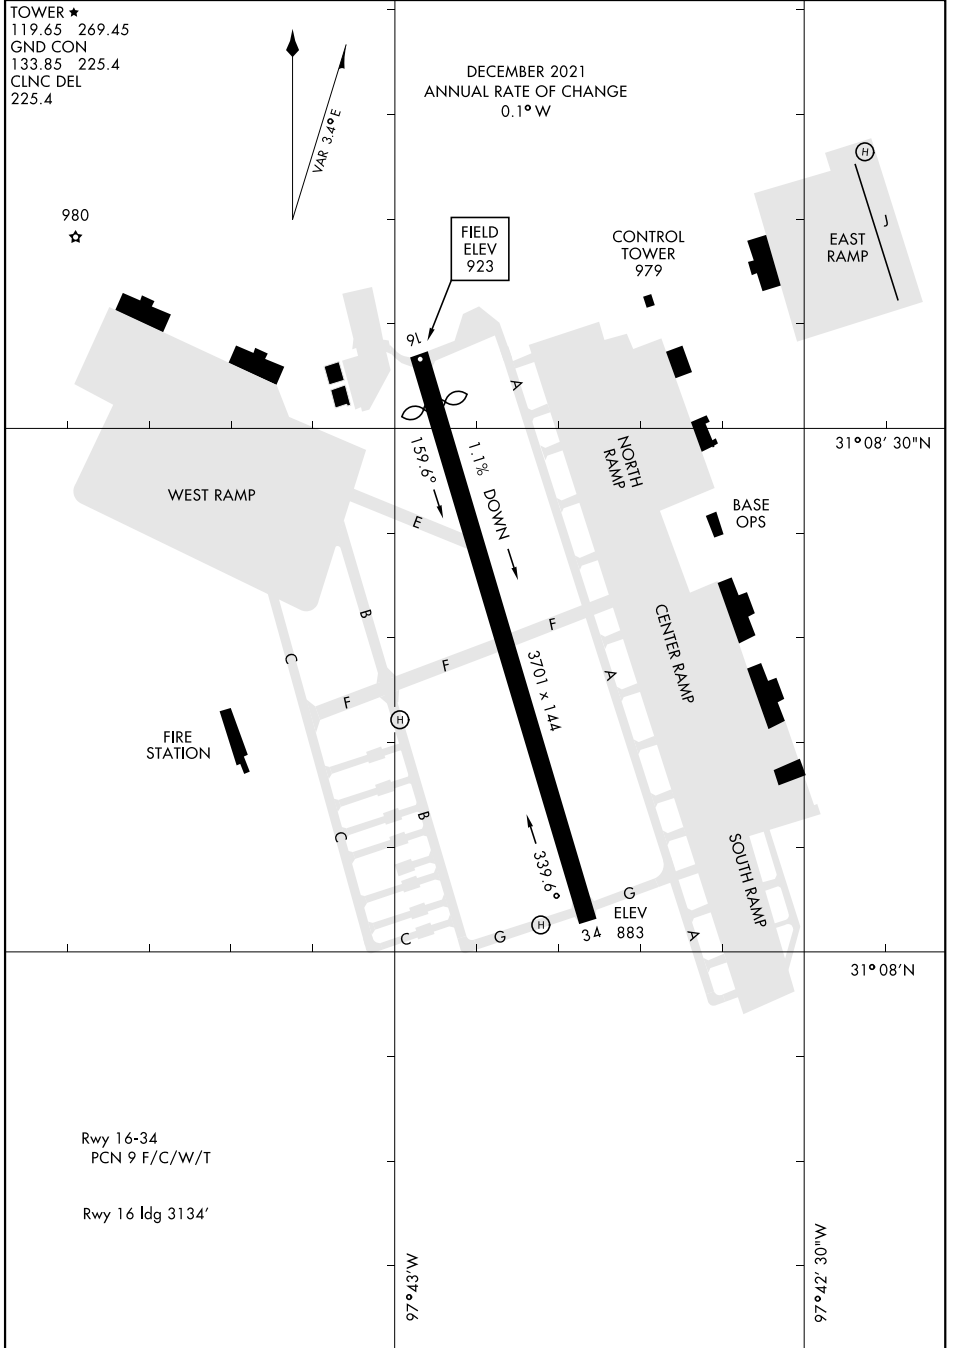 TOWER ★
119.65 269.45
GND CON
133.85 225.4
CLNC DEL
225.4
VAR 3.4° E
DECEMBER 2021
ANNUAL RATE OF CHANGE
0.1° W
980
FIELD
ELEV
923
CONTROL
TOWER
979
H
J
EAST
RAMP
16
A
31°08' 30"N
159.6°
1.1% DOWN
NORTH
RAMP
WEST RAMP
E
BASE
OPS
B
F
CENTER RAMP
C
F
3701 x 144
A
F
H
FIRE
STATION
B
C
339.6°
SOUTH RAMP
G
ELEV
883
H
34
C
G
A
31°08'N
Rwy 16-34
PCN 9 F/C/W/T
Rwy 16 ldg 3134'
97°43'W
97°42' 30"W